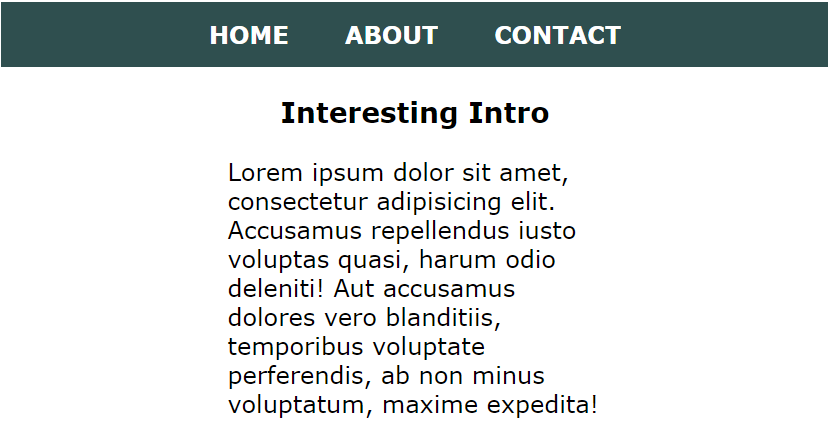 HOME ABOUT CONTACT
Interesting Intro
Lorem ipsum dolor sit amet,
consectetur adipisicing elit.
Accusamus repellendus iusto
voluptas quasi, harum odio
deleniti! Aut accusamus
dolores vero blanditiis,
temporibus voluptate
perferendis, ab non minus
voluptatum, maxime expedita!